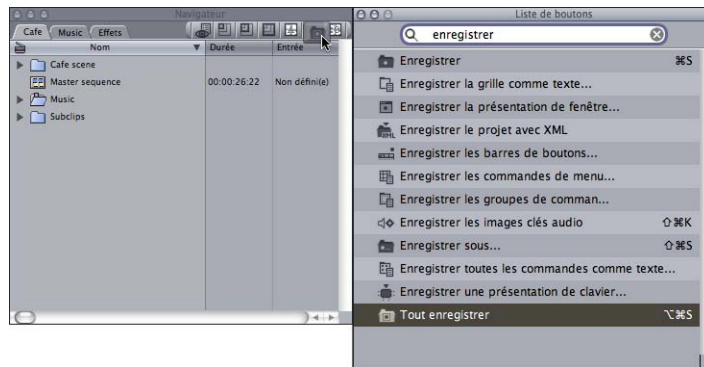 Navigateur
Cafe Music Effets
Nom Durée Entrée
Cafe scene
Master sequence 00:00:26:22 Non défini(e)
Music
Subclips
Liste de boutons
enregistrer
Enregistrer ⌘S
Enregistrer la grille comme texte...
Enregistrer la présentation de fenêtre...
Enregistrer le projet avec XML
Enregistrer les barres de boutons...
Enregistrer les commandes de menu...
Enregistrer les groupes de comman...
Enregistrer les images clés audio ⇧⌘K
Enregistrer sous... ⇧⌘S
Enregistrer toutes les commandes comme texte...
Enregistrer une présentation de clavier...
Tout enregistrer ⌥⌘S